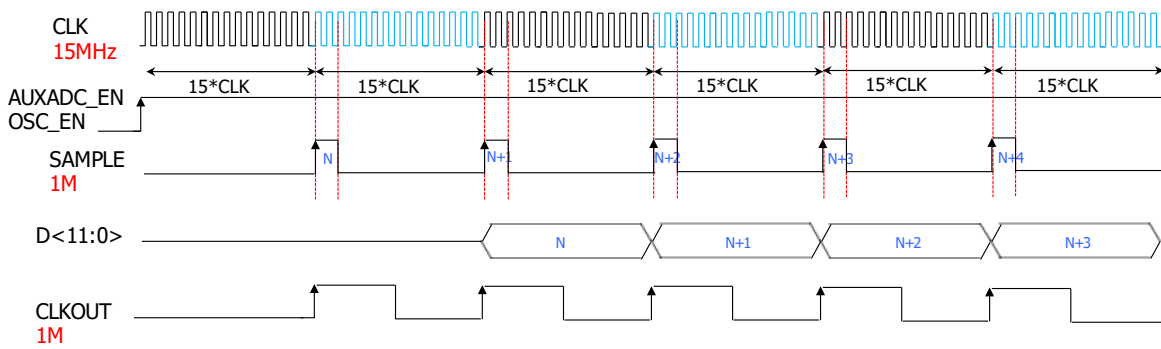 CLK
15MHz
15*CLK 15*CLK 15*CLK 15*CLK 15*CLK 15*CLK
AUXADC_EN
OSC_EN
SAMPLE
1M
N N+1 N+2 N+3 N+4
D<11:0>
N N+1 N+2 N+3
CLKOUT
1M